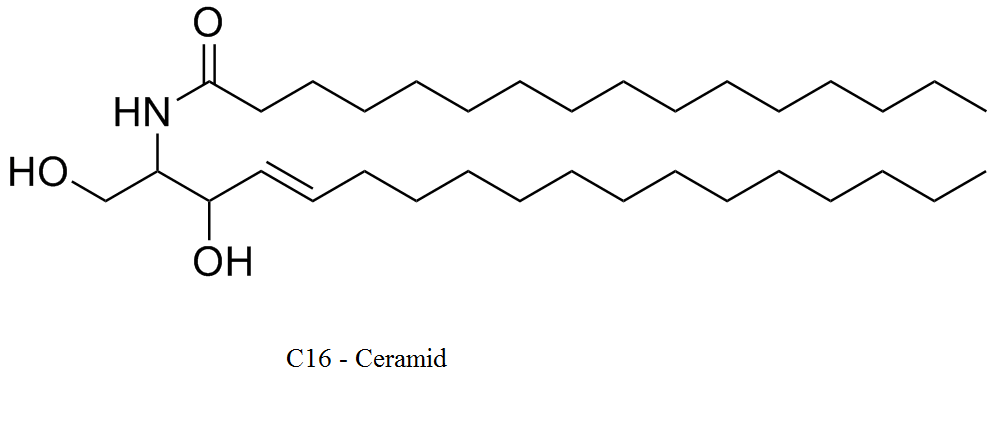 O
HN
HO
OH
C16 - Ceramid